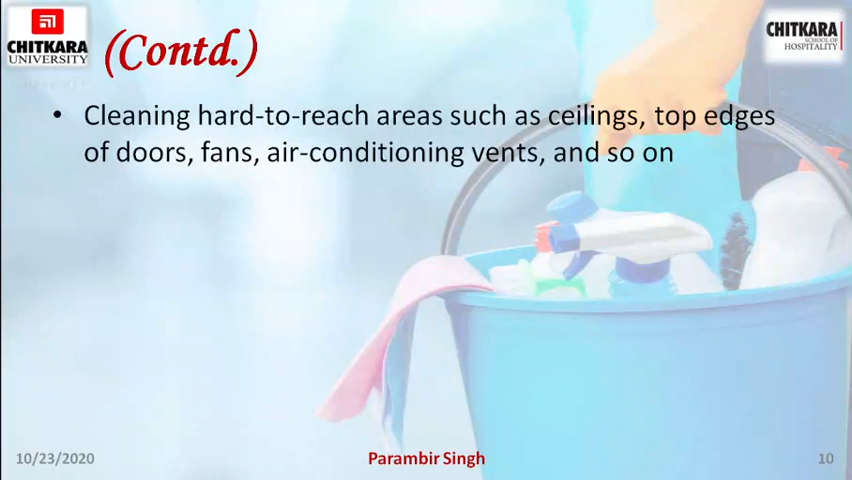 CHITKARA
UNIVERSITY
(Contd.)
CHITKARA
SCHOOL OF
HOSPITALITY
• Cleaning hard-to-reach areas such as ceilings, top edges
of doors, fans, air-conditioning vents, and so on
10/23/2020
Parambir Singh
10